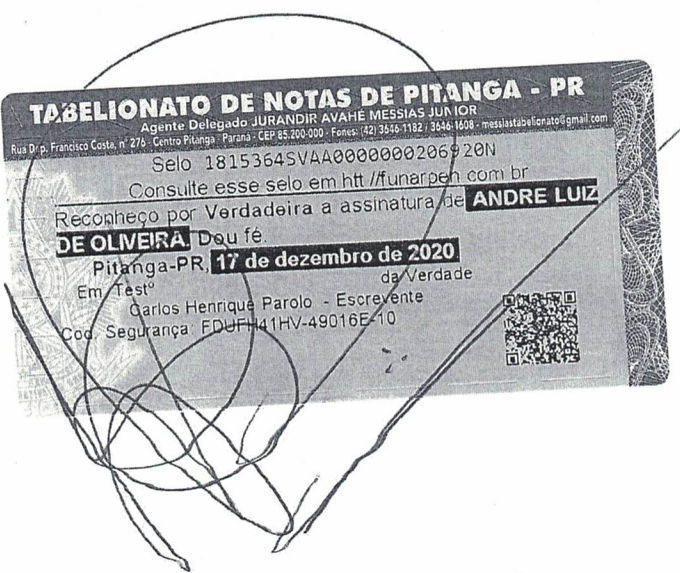 TABELIONATO DE NOTAS DE PITANGA - PR
Agente Delegado JURANDIR AVAHÉ MESSIAS JUNIOR
Rua Dep. Francisco Costa, n° 276 - Centro Pitanga - Paraná - CEP 85.200-000 - Fones: (42) 3646-1182 / 3646-1608 - messiastabelionato@gmail.com
Selo 1815364SVAA0000000206920N
Consulte esse selo em htt //funarpen com br
Reconheço por Verdadeira a assinatura de ANDRE LUIZ
DE OLIVEIRA. Dou fé.
Pitanga-PR, 17 de dezembro de 2020
Em Test° da Verdade
Carlos Henrique Parolo - Escrevente
Cod. Segurança: FDUFH41HV-49016E-10